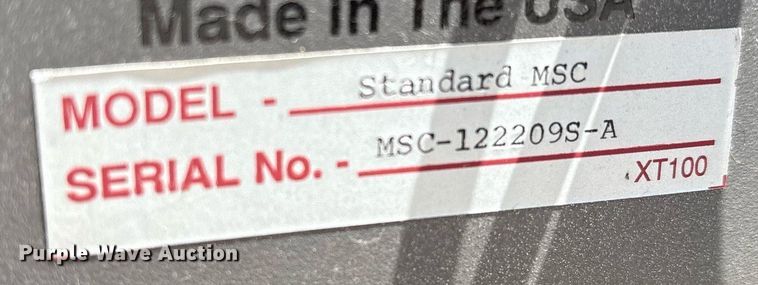 Made In The USA
MODEL - Standard MSC
SERIAL No. - MSC-122209S-A
XT100
Purple Wave Auction